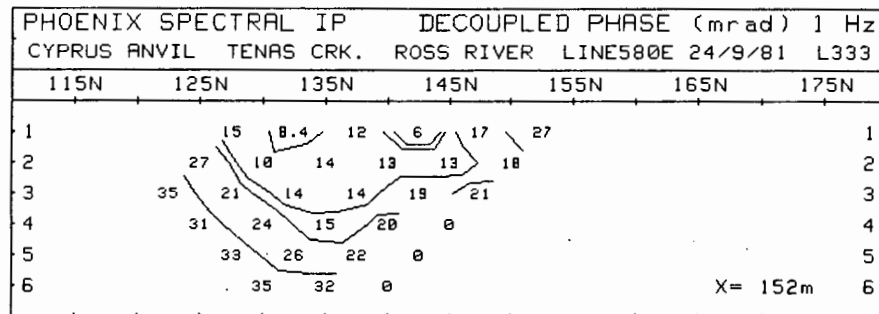 PHOENIX SPECTRAL IP DECOUPLED PHASE (mrad) 1 Hz
CYPRUS ANVIL TENAS CRK. ROSS RIVER LINE580E 24/9/81 L333
115N 125N 135N 145N 155N 165N 175N
1 15 8.4 12 6 17 27 1
2 27 10 14 13 13 18 2
3 35 21 14 14 19 21 3
4 31 24 15 20 0 4
5 33 26 22 0 5
6 35 32 0 X= 152m 6